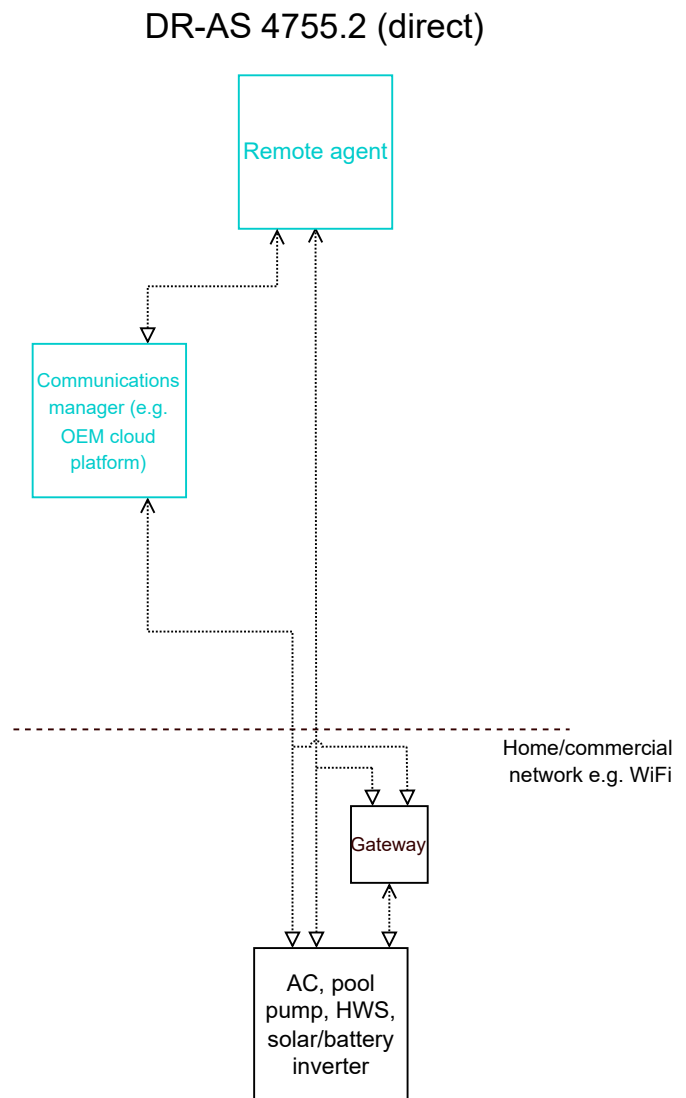 DR-AS 4755.2 (direct)
Remote agent
Communications
manager (e.g.
OEM cloud
platform)
Home/commercial
network e.g. WiFi
Gateway
AC, pool
pump, HWS,
solar/battery
inverter